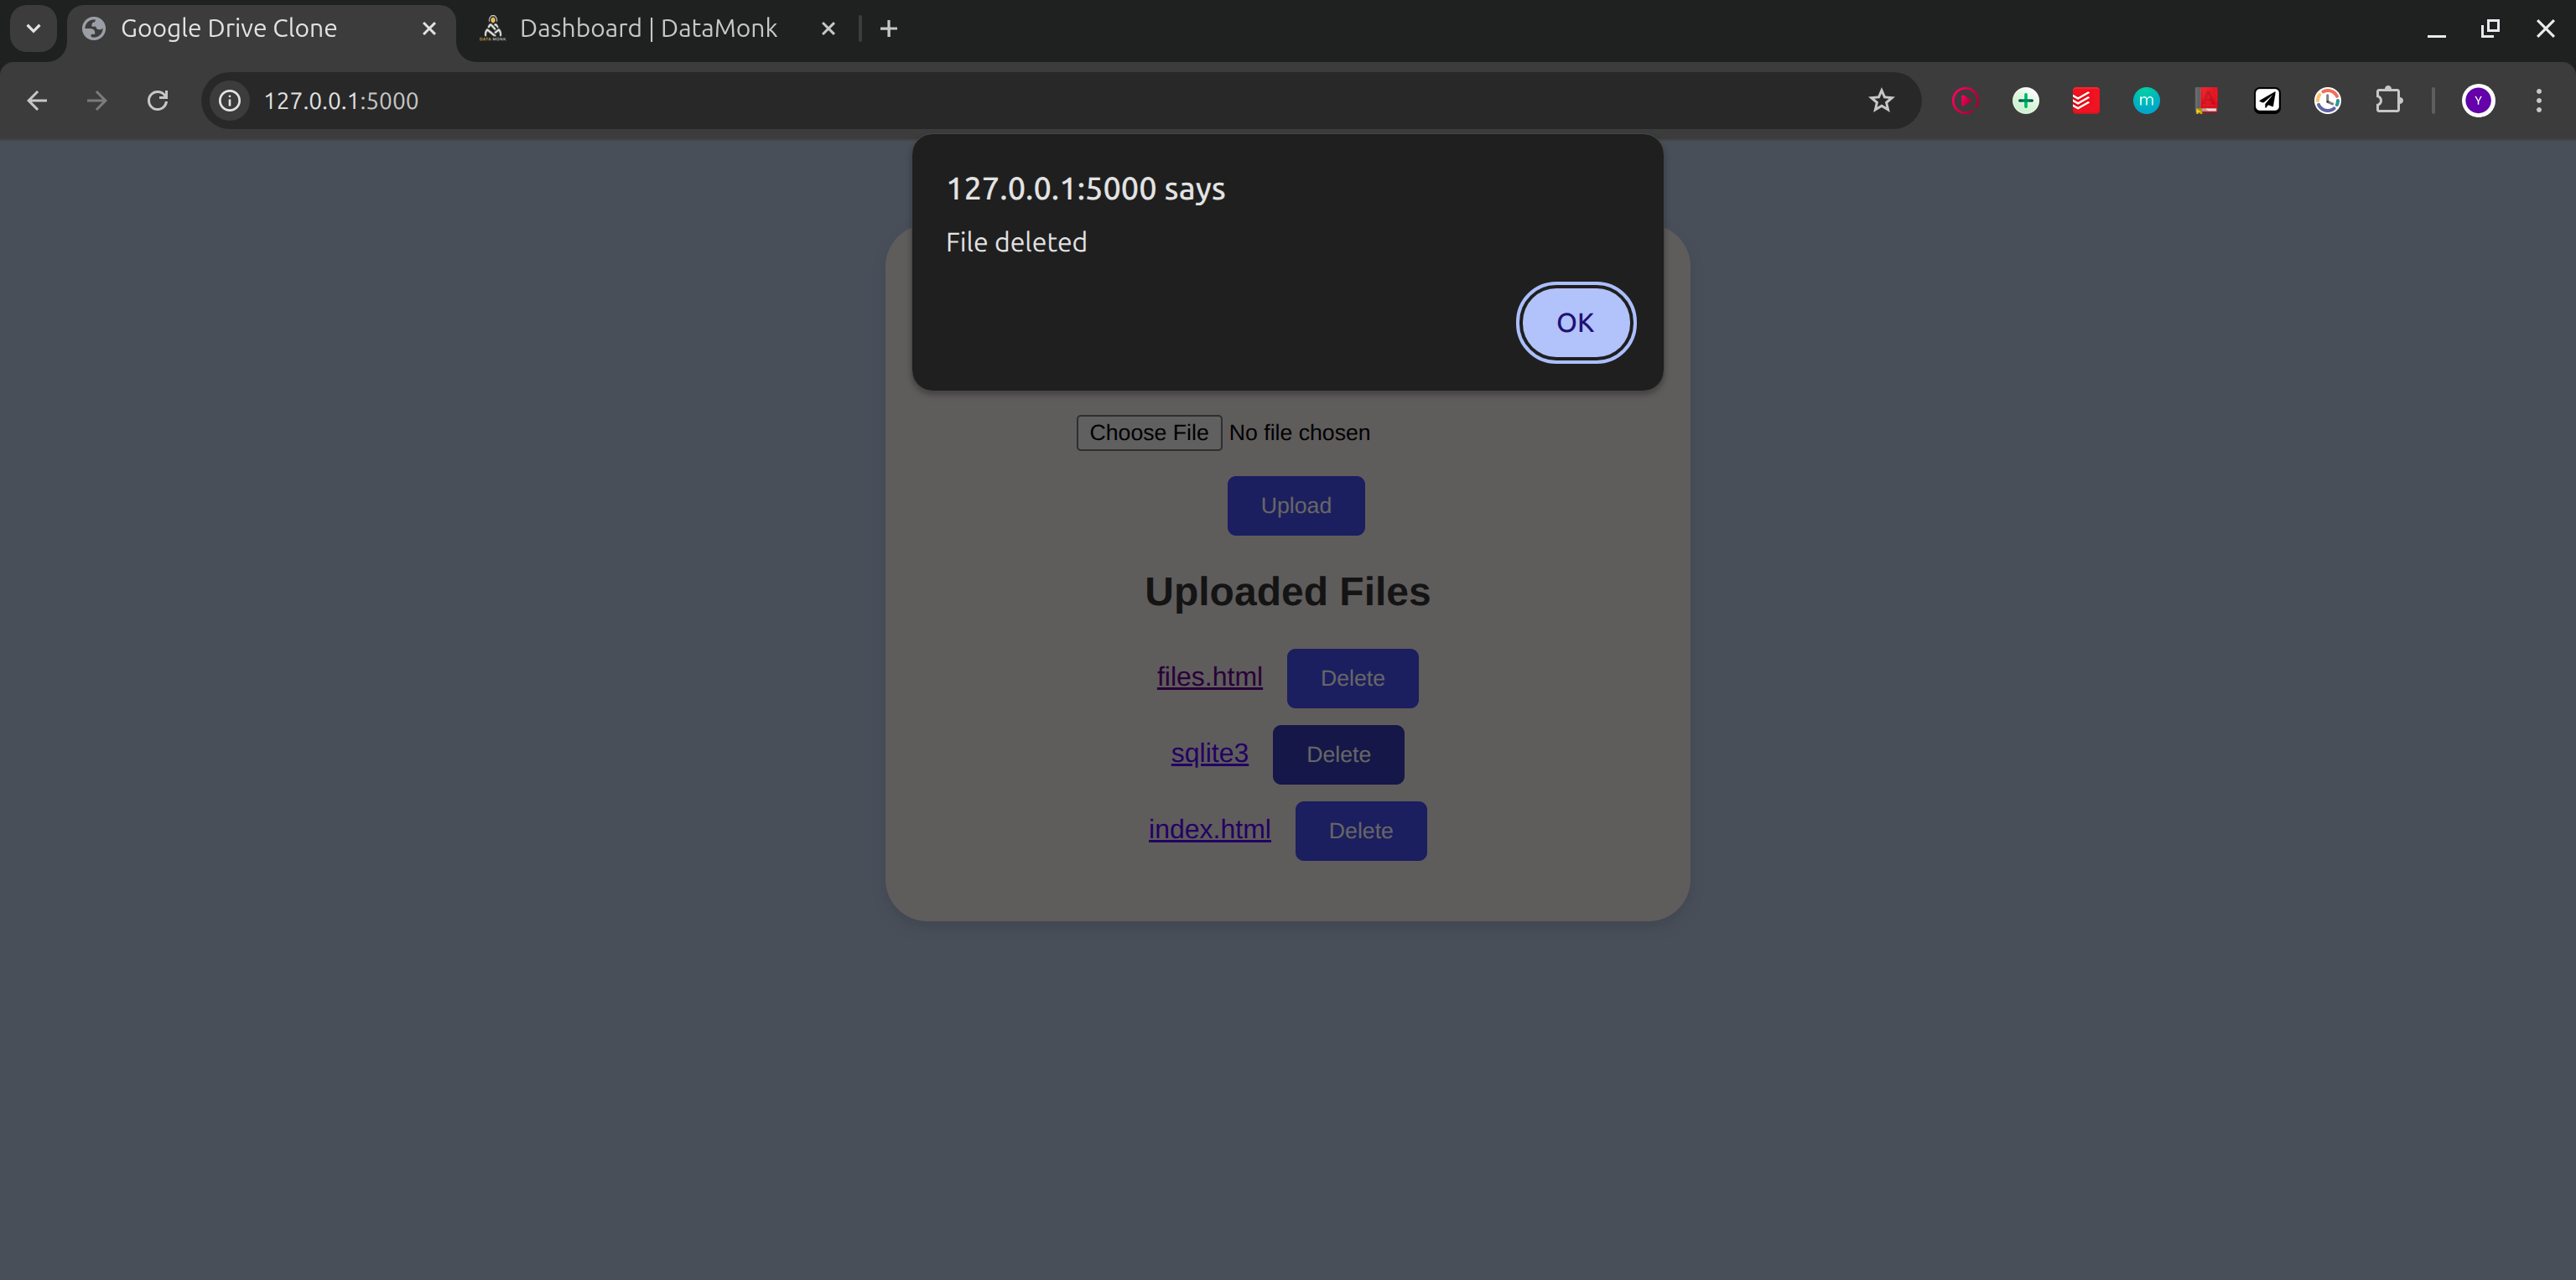 Google Drive Clone
Dashboard | DataMonk
127.0.0.1:5000
m
Y
127.0.0.1:5000 says
File deleted
OK
Choose File No file chosen
Upload
Uploaded Files
files.html Delete
sqlite3 Delete
index.html Delete